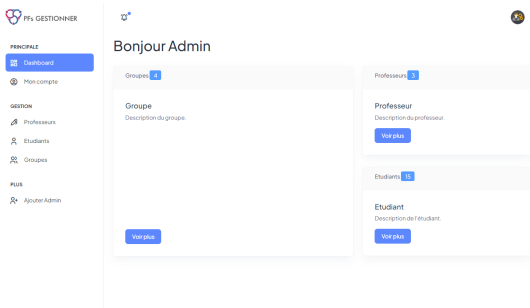 PFs GESTIONNER
PRINCIPALE
Dashboard
Mon compte
GESTION
Professeurs
Etudiants
Groupes
PLUS
Ajouter Admin
Bonjour Admin
Groupes 4
Groupe
Description du groupe.
Voir plus
Professeurs 3
Professeur
Description du professeur.
Voir plus
Etudiants 15
Etudiant
Description de l'étudiant.
Voir plus